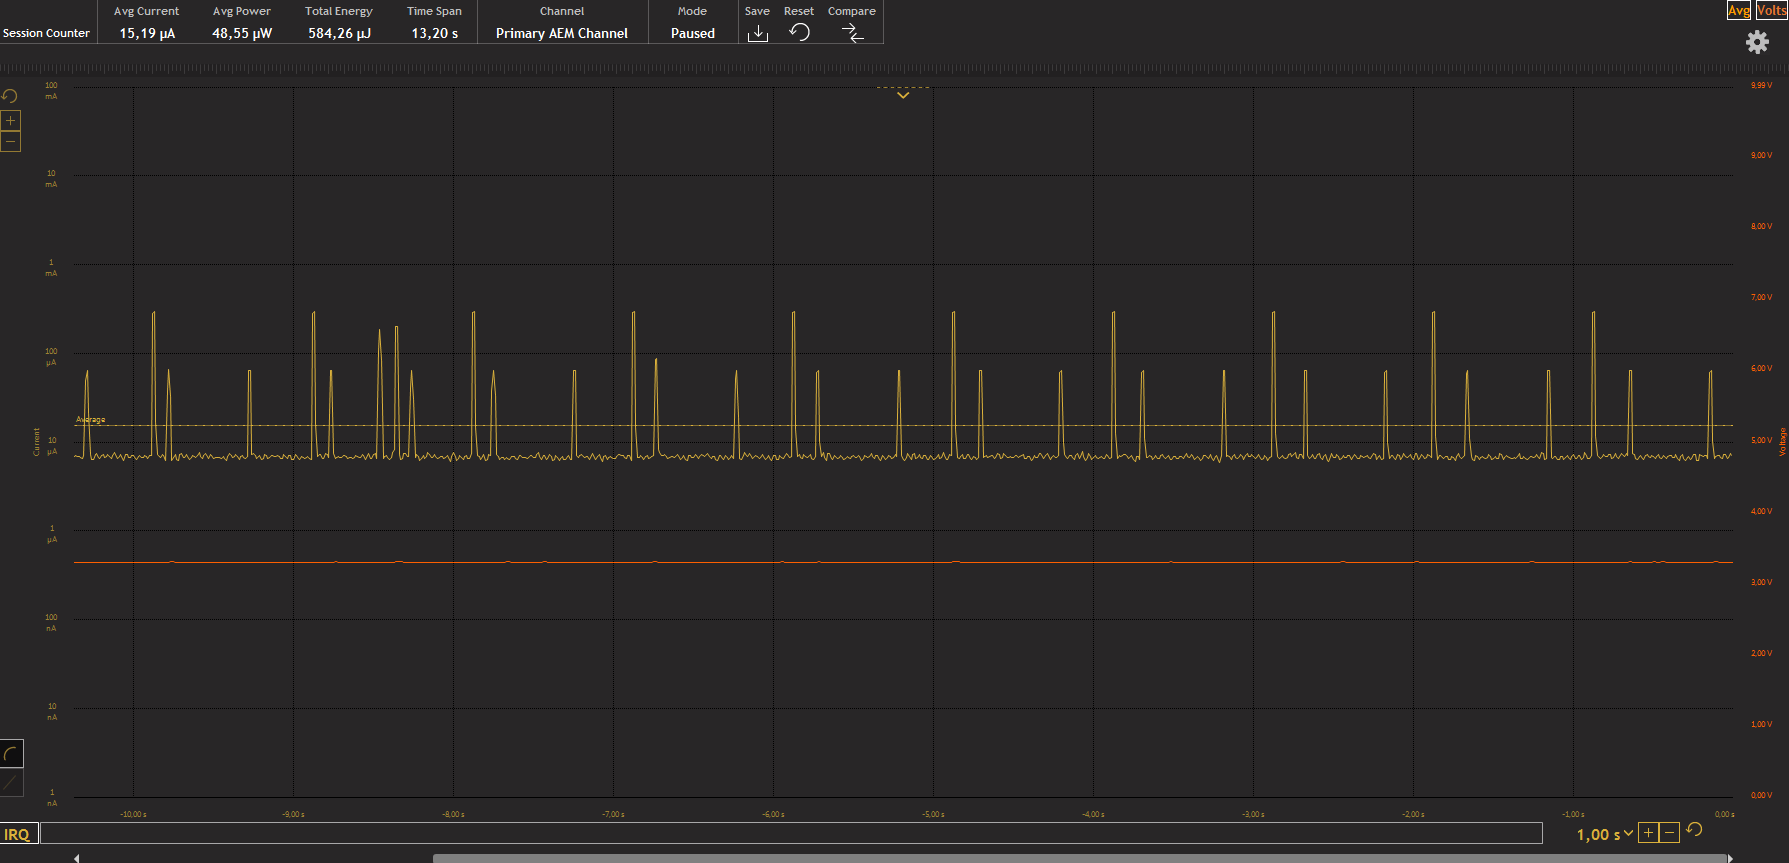 Session Counter
Avg Current
15,19 µA
Avg Power
48,55 µW
Total Energy
584,26 µJ
Time Span
13,20 s
Channel
Primary AEM Channel
Mode
Paused
Save
Reset
Compare
Avg
Volts
100
mA
10
mA
1
mA
100
µA
10
µA
1
µA
100
nA
10
nA
1
nA
Current
Average
9,99 V
9,00 V
8,00 V
7,00 V
6,00 V
5,00 V
4,00 V
3,00 V
2,00 V
1,00 V
0,00 V
Voltage
-10,00 s
-9,00 s
-8,00 s
-7,00 s
-6,00 s
-5,00 s
-4,00 s
-3,00 s
-2,00 s
-1,00 s
0,00 s
IRQ
1,00 s